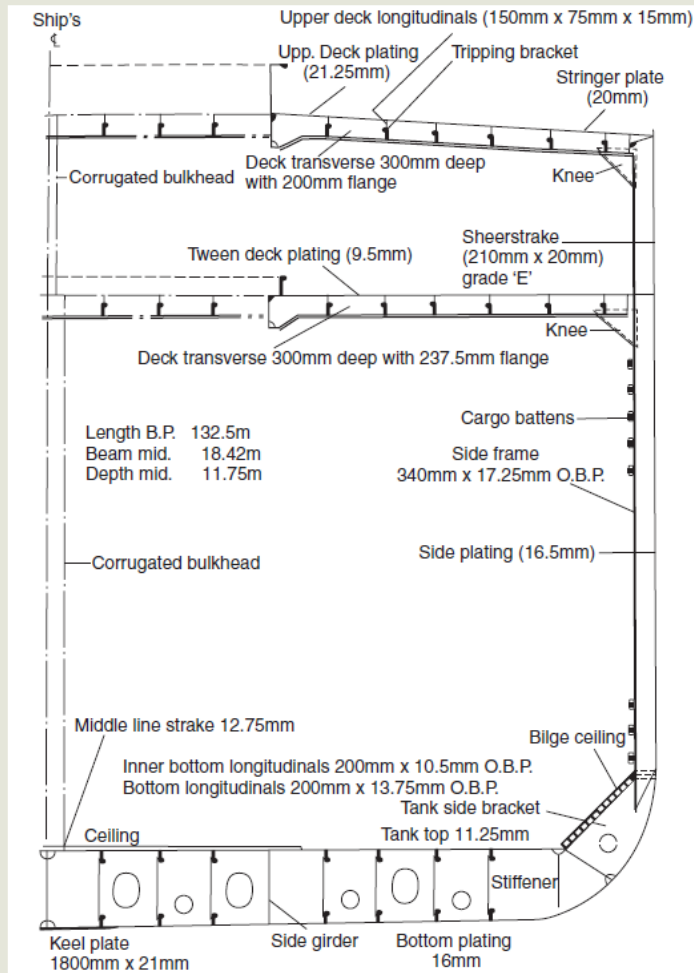 Ship's
℄
Upper deck longitudinals (150mm x 75mm x 15mm)
Upp. Deck plating
(21.25mm)
Tripping bracket
Stringer plate
(20mm)
Corrugated bulkhead
Deck transverse 300mm deep
with 200mm flange
Knee
Tween deck plating (9.5mm)
Sheerstrake
(210mm x 20mm)
grade 'E'
Knee
Deck transverse 300mm deep with 237.5mm flange
Length B.P. 132.5m
Beam mid. 18.42m
Depth mid. 11.75m
Cargo battens
Side frame
340mm x 17.25mm O.B.P.
Corrugated bulkhead
Side plating (16.5mm)
Middle line strake 12.75mm
Bilge ceiling
Inner bottom longitudinals 200mm x 10.5mm O.B.P.
Bottom longitudinals 200mm x 13.75mm O.B.P.
Tank side bracket
Ceiling
Tank top 11.25mm
Stiffener
Keel plate
1800mm x 21mm
Side girder
Bottom plating
16mm